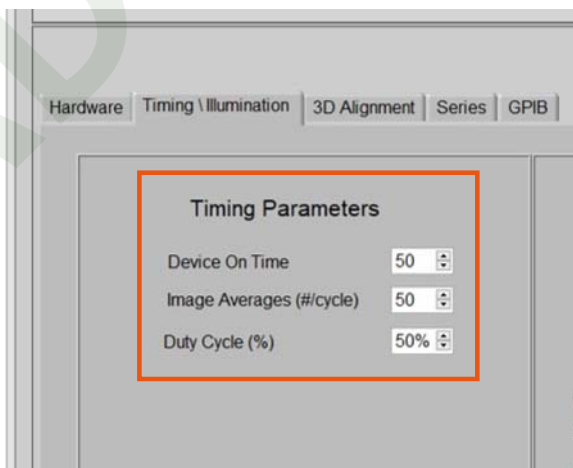 Hardware Timing \ Illumination 3D Alignment Series GPIB
Timing Parameters
Device On Time 50
Image Averages (#/cycle) 50
Duty Cycle (%) 50%